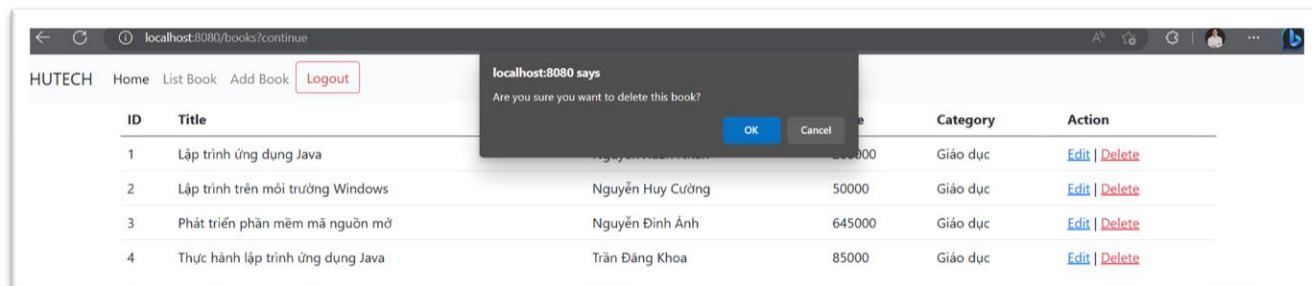 localhost:8080/books?continue
HUTECH Home List Book Add Book Logout
localhost:8080 says
Are you sure you want to delete this book?
OK Cancel
ID Title Category Action
1 Lập trình ứng dụng Java Giáo dục Edit | Delete
2 Lập trình trên môi trường Windows Nguyễn Huy Cường 50000 Giáo dục Edit | Delete
3 Phát triển phần mềm mã nguồn mở Nguyễn Đình Ánh 645000 Giáo dục Edit | Delete
4 Thực hành lập trình ứng dụng Java Trần Đăng Khoa 85000 Giáo dục Edit | Delete